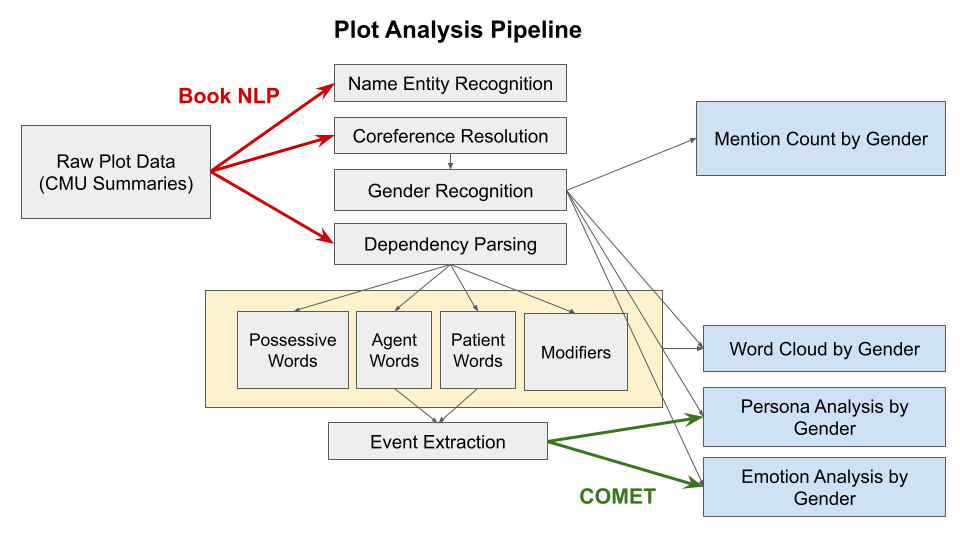 Plot Analysis Pipeline
Book NLP
Name Entity Recognition
Raw Plot Data
(CMU Summaries)
Coreference Resolution
Gender Recognition
Dependency Parsing
Mention Count by Gender
Possessive
Words
Agent
Words
Patient
Words
Modifiers
Word Cloud by Gender
Event Extraction
Persona Analysis by
Gender
COMET
Emotion Analysis by
Gender